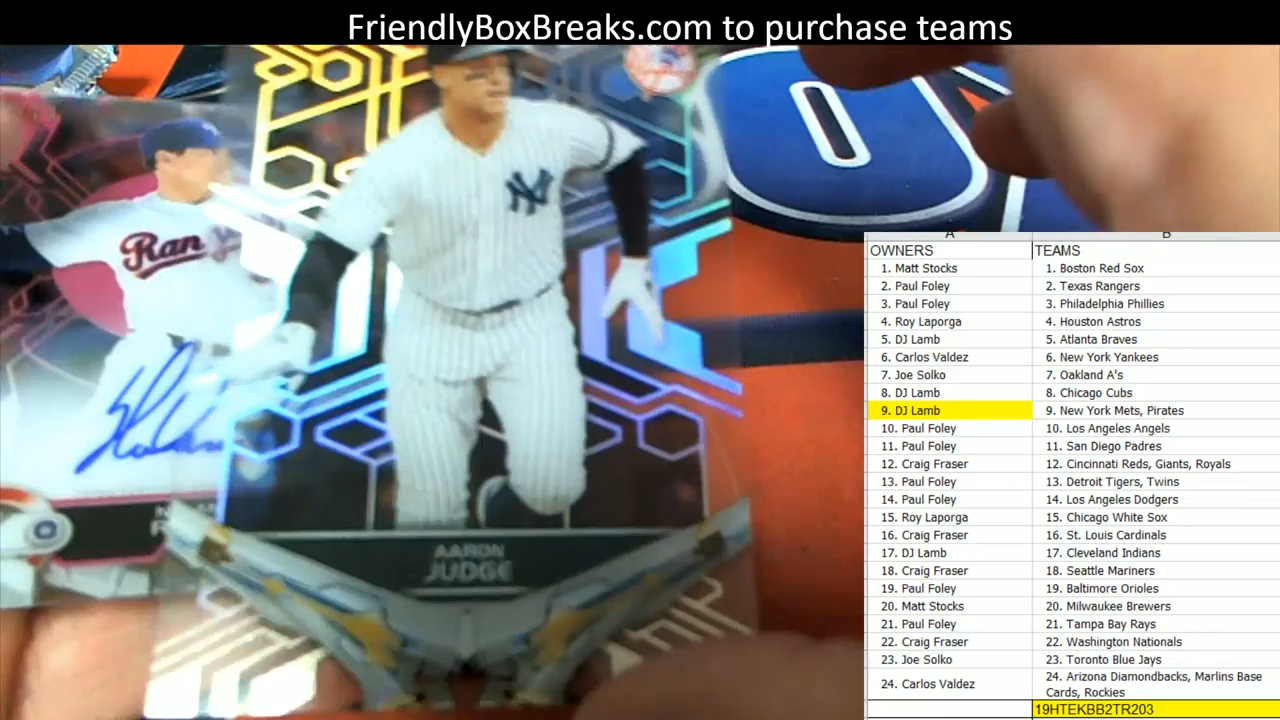 FriendlyBoxBreaks.com to purchase teams
Ran
NY
AARON
JUDGE
A B
OWNERS TEAMS
1. Matt Stocks 1. Boston Red Sox
2. Paul Foley 2. Texas Rangers
3. Paul Foley 3. Philadelphia Phillies
4. Roy Laporga 4. Houston Astros
5. DJ Lamb 5. Atlanta Braves
6. Carlos Valdez 6. New York Yankees
7. Joe Solko 7. Oakland A's
8. DJ Lamb 8. Chicago Cubs
9. DJ Lamb 9. New York Mets, Pirates
10. Paul Foley 10. Los Angeles Angels
11. Paul Foley 11. San Diego Padres
12. Craig Fraser 12. Cincinnati Reds, Giants, Royals
13. Paul Foley 13. Detroit Tigers, Twins
14. Paul Foley 14. Los Angeles Dodgers
15. Roy Laporga 15. Chicago White Sox
16. Craig Fraser 16. St. Louis Cardinals
17. DJ Lamb 17. Cleveland Indians
18. Craig Fraser 18. Seattle Mariners
19. Paul Foley 19. Baltimore Orioles
20. Matt Stocks 20. Milwaukee Brewers
21. Paul Foley 21. Tampa Bay Rays
22. Craig Fraser 22. Washington Nationals
23. Joe Solko 23. Toronto Blue Jays
24. Carlos Valdez 24. Arizona Diamondbacks, Marlins Base
Cards, Rockies
19HTEKBB2TR203